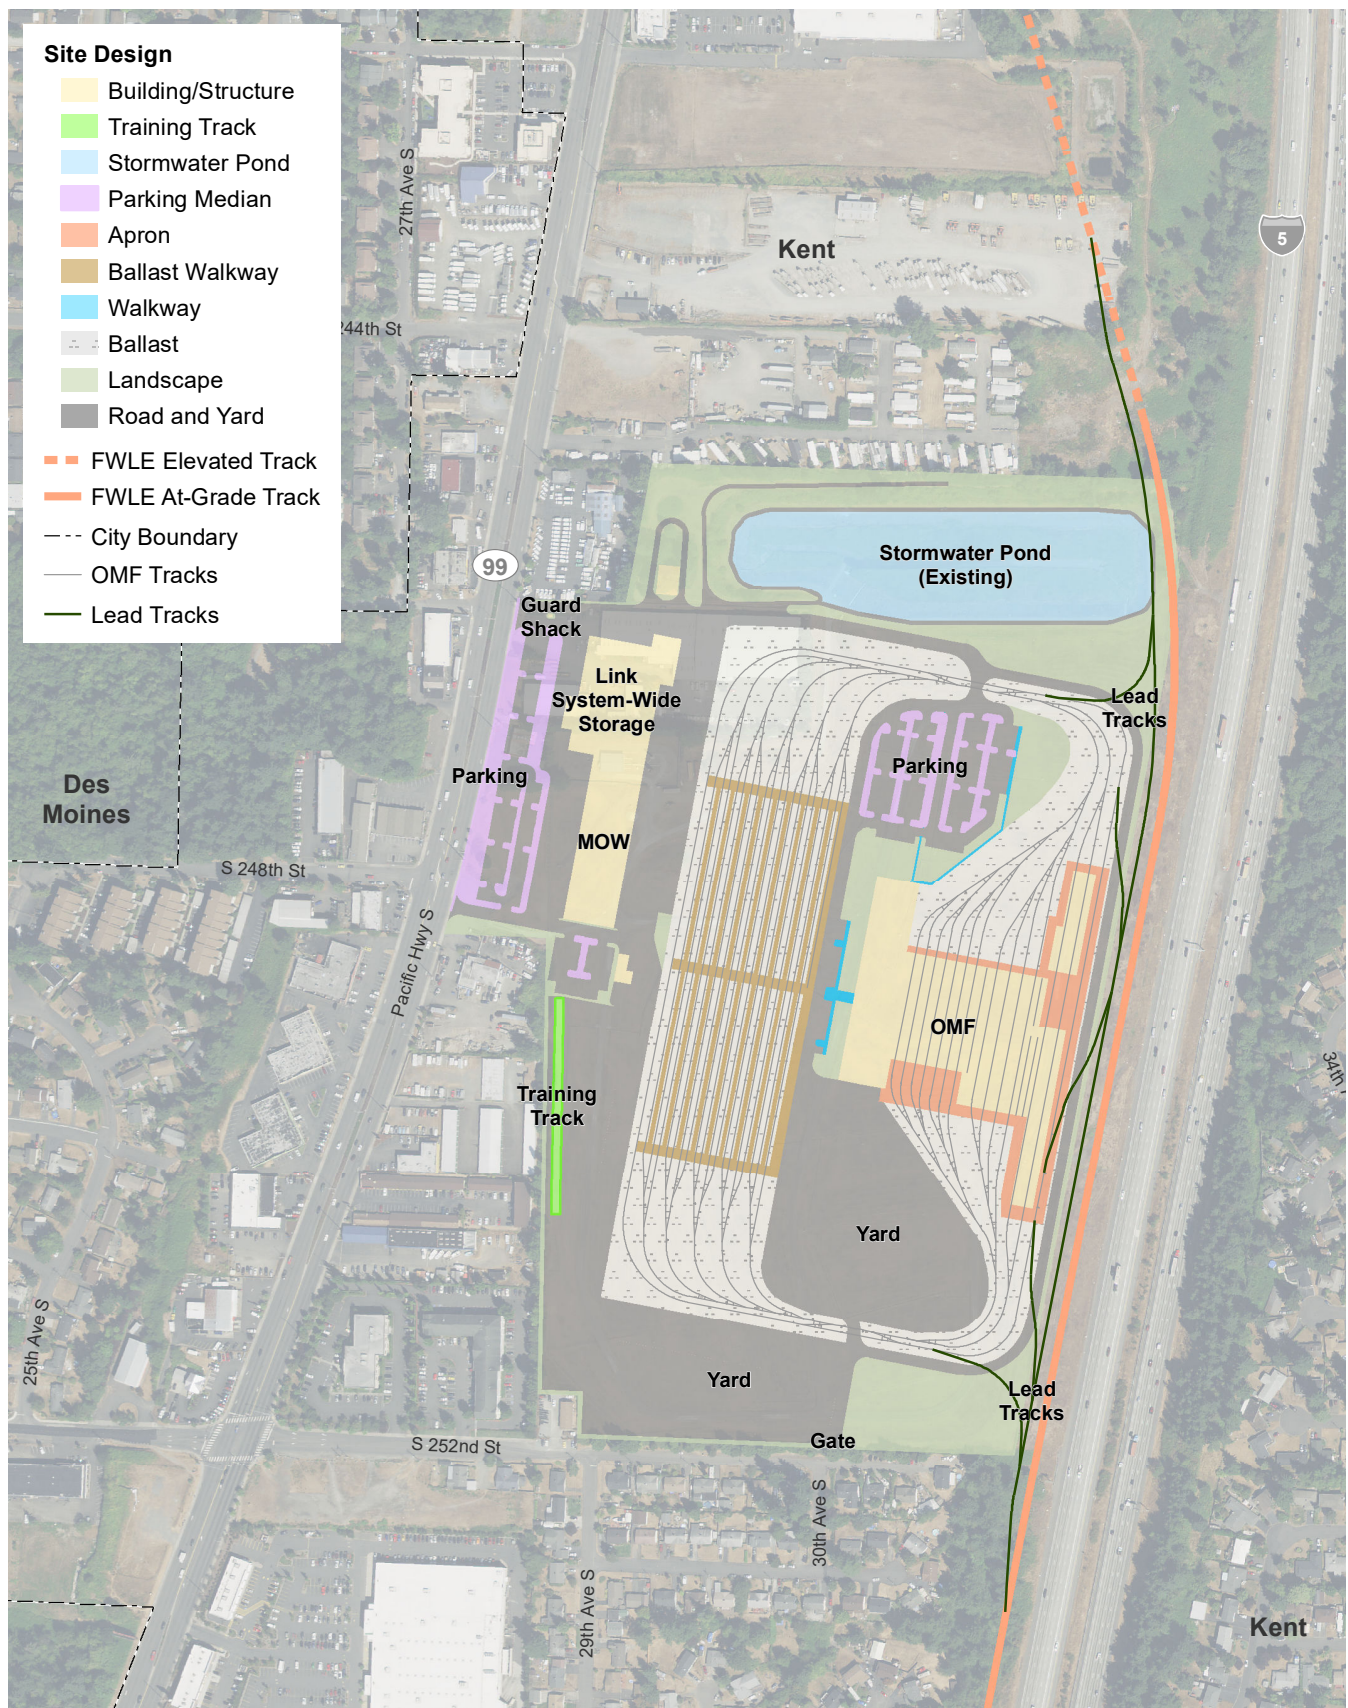 Site Design
Building/Structure
Training Track
Stormwater Pond
Parking Median
Apron
Ballast Walkway
Walkway
Ballast
Landscape
Road and Yard
FWLE Elevated Track
FWLE At-Grade Track
City Boundary
OMF Tracks
Lead Tracks
27th Ave S
Kent
5
244th St
99
Stormwater Pond
(Existing)
Guard
Shack
Link
System-Wide
Storage
Lead
Tracks
Parking
Parking
Des
Moines
MOW
S 248th St
Pacific Hwy S
OMF
Training
Track
34th
Yard
25th Ave S
Yard
Lead
Tracks
Gate
S 252nd St
30th Ave S
29th Ave S
Kent